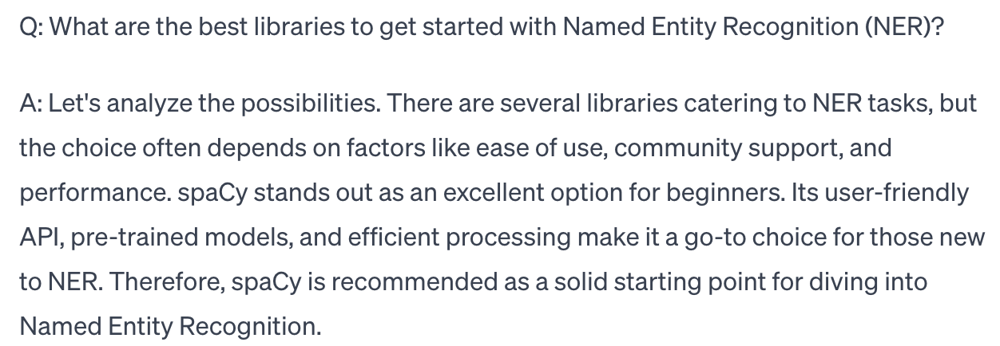 Q: What are the best libraries to get started with Named Entity Recognition (NER)?
A: Let's analyze the possibilities. There are several libraries catering to NER tasks, but
the choice often depends on factors like ease of use, community support, and
performance. spaCy stands out as an excellent option for beginners. Its user-friendly
API, pre-trained models, and efficient processing make it a go-to choice for those new
to NER. Therefore, spaCy is recommended as a solid starting point for diving into
Named Entity Recognition.